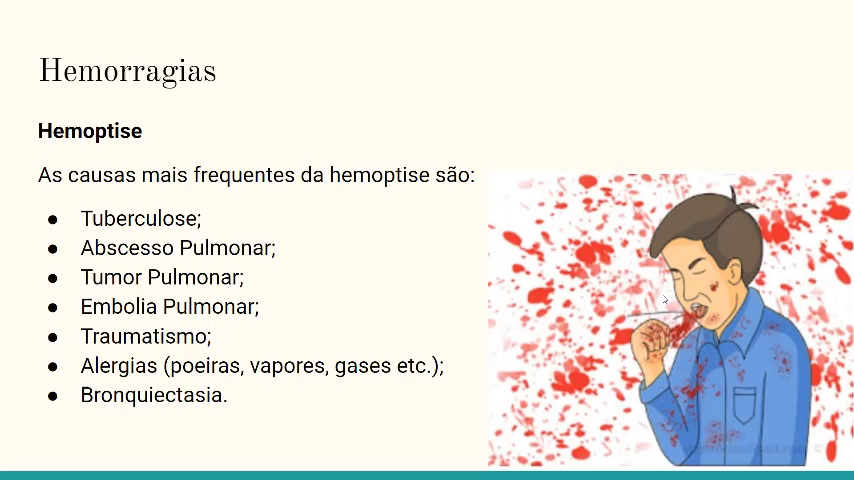 Hemorragias
Hemoptise
As causas mais frequentes da hemoptise são:
● Tuberculose;
● Abscesso Pulmonar;
● Tumor Pulmonar;
● Embolia Pulmonar;
● Traumatismo;
● Alergias (poeiras, vapores, gases etc.);
● Bronquiectasia.